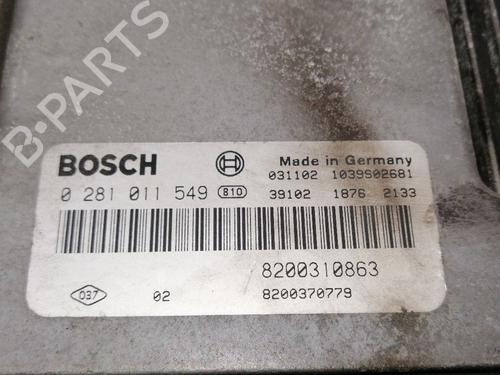 B-PARTS
BOSCH
Made in Germany
031102 1039S02681
0 281 011 549 810 39102 1876 2133
8200310863
037 02 8200370779